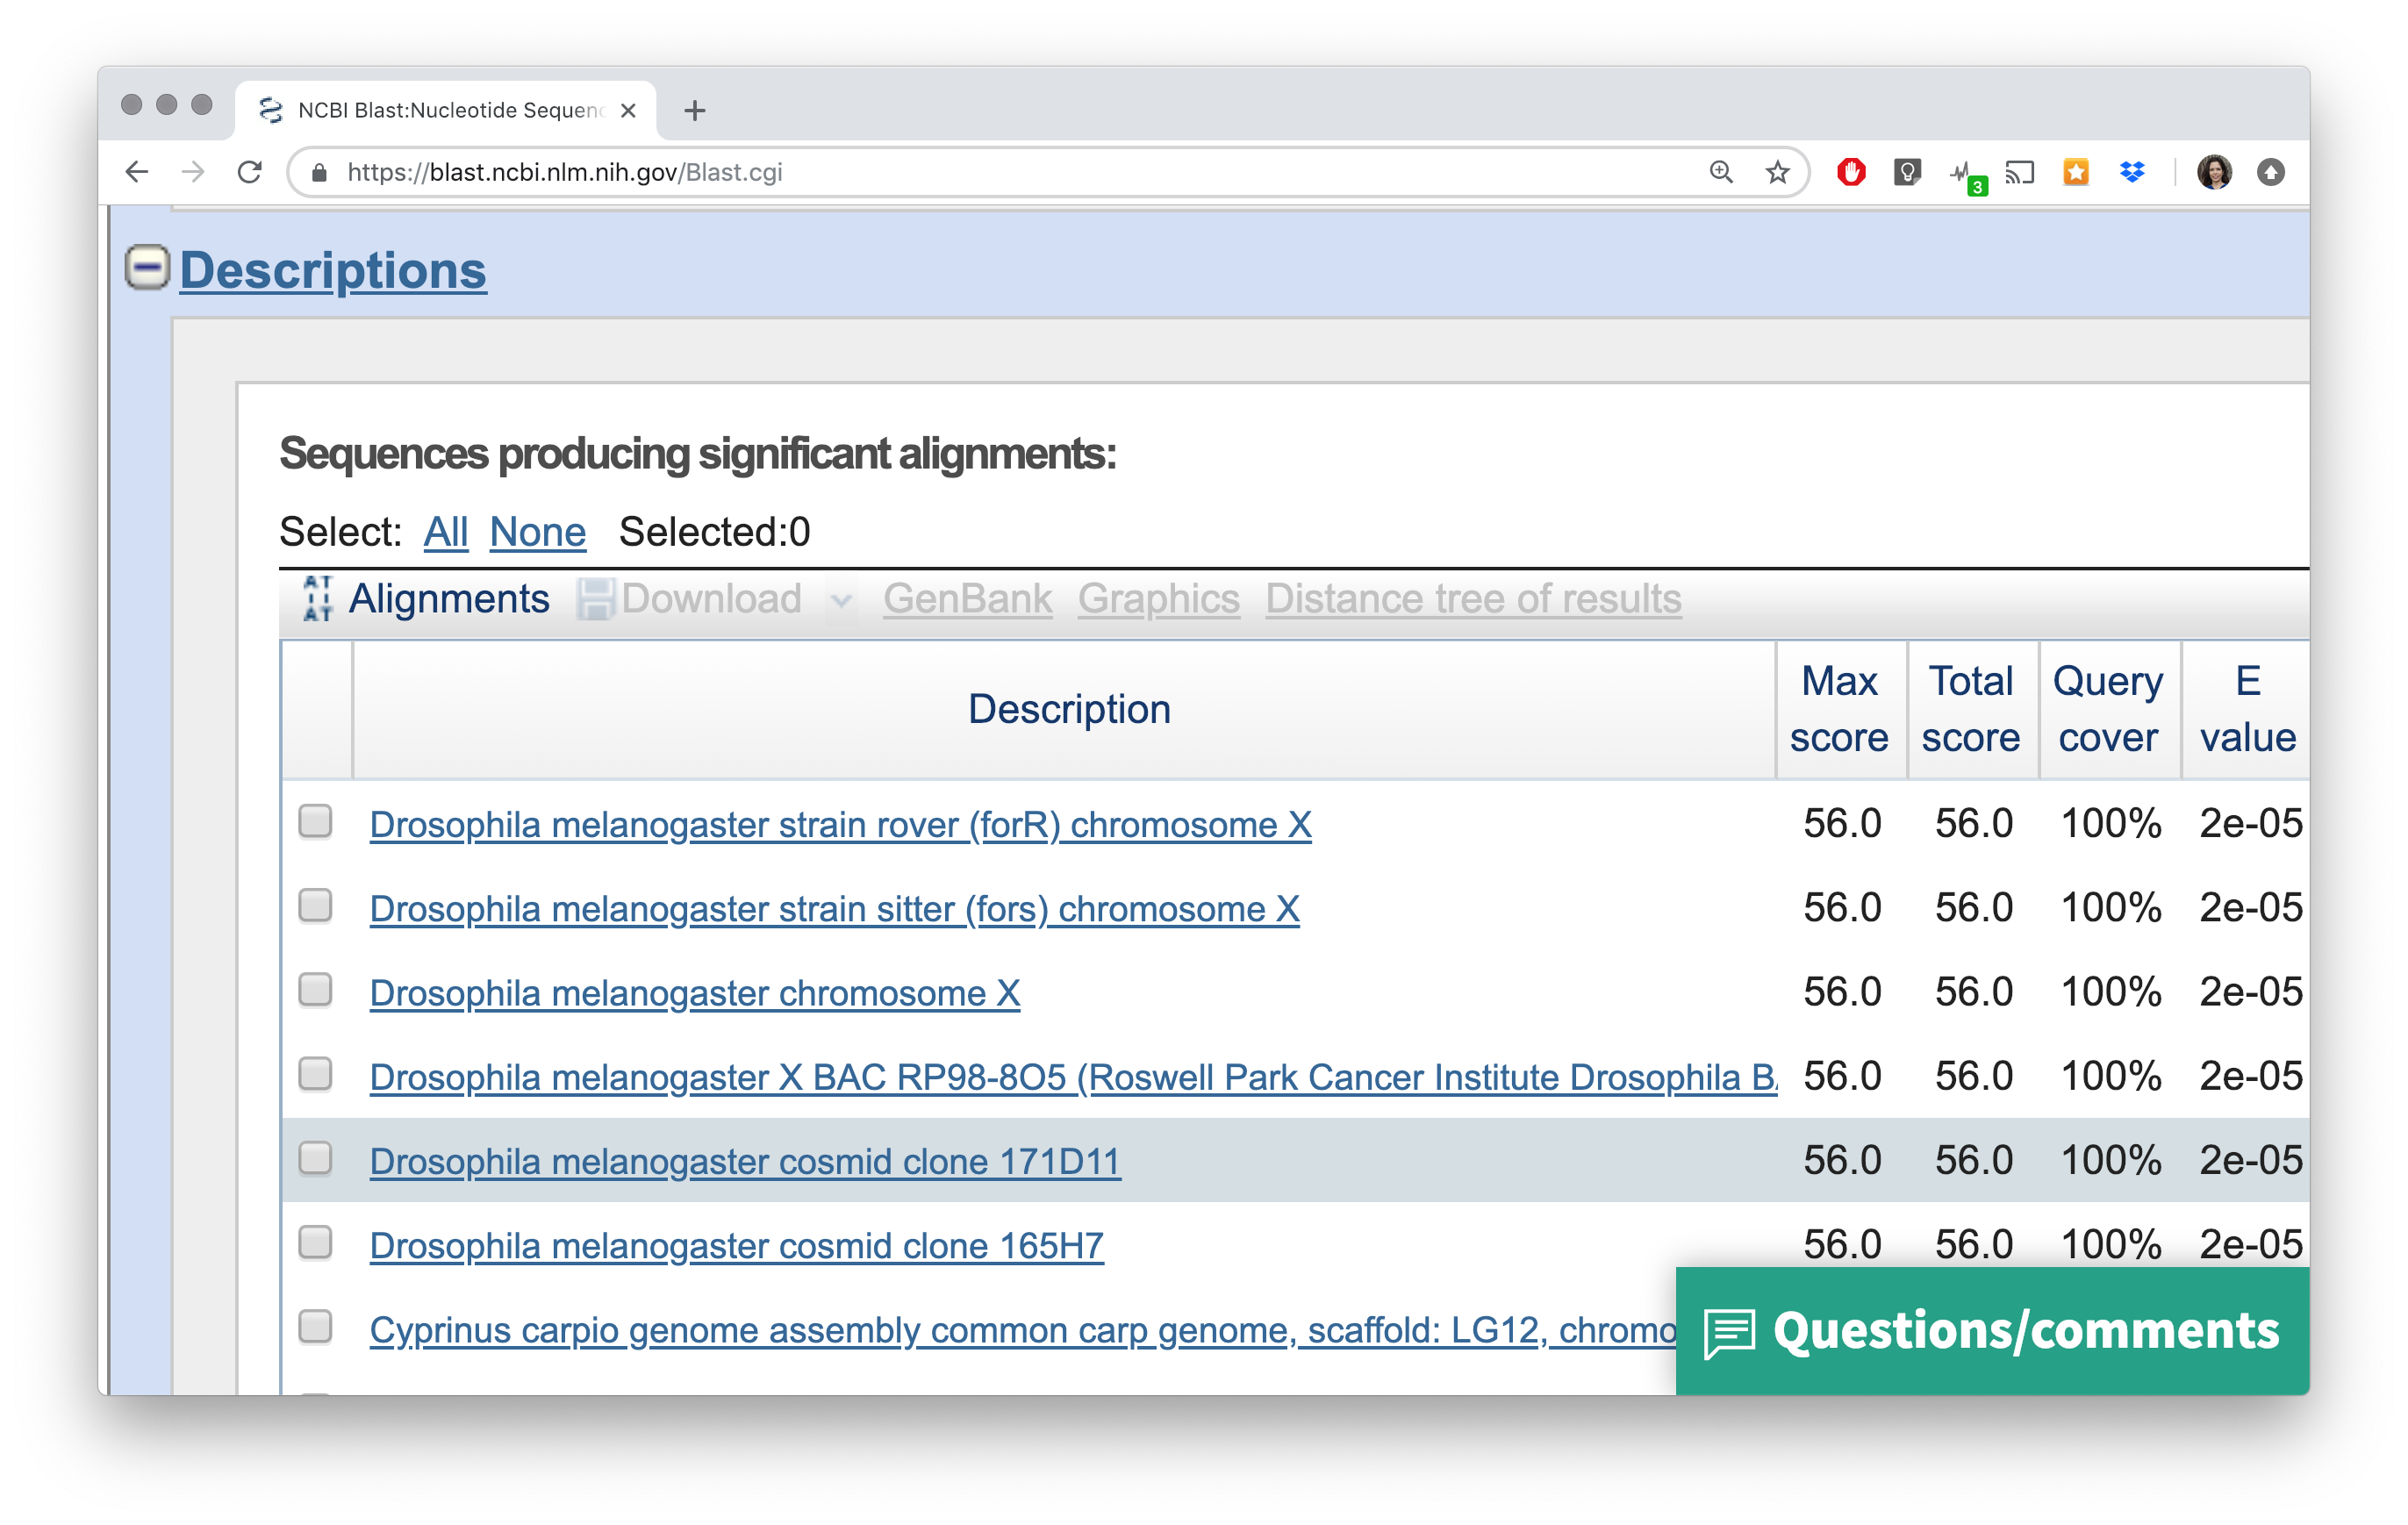 NCBI Blast:Nucleotide Sequenc
3
https://blast.ncbi.nlm.nih.gov/Blast.cgi
Descriptions
Sequences producing significant alignments:
Select: All None Selected:0
AT AT Alignments Download GenBank Graphics Distance tree of results
Description Max score Total score Query cover E value
Drosophila melanogaster strain rover (forR) chromosome X 56.0 56.0 100% 2e-05
Drosophila melanogaster strain sitter (fors) chromosome X 56.0 56.0 100% 2e-05
Drosophila melanogaster chromosome X 56.0 56.0 100% 2e-05
Drosophila melanogaster X BAC RP98-8O5 (Roswell Park Cancer Institute Drosophila BA 56.0 56.0 100% 2e-05
Drosophila melanogaster cosmid clone 171D11 56.0 56.0 100% 2e-05
Drosophila melanogaster cosmid clone 165H7 56.0 56.0 100% 2e-05
Cyprinus carpio genome assembly common carp genome, scaffold: LG12, chromo
Questions/comments